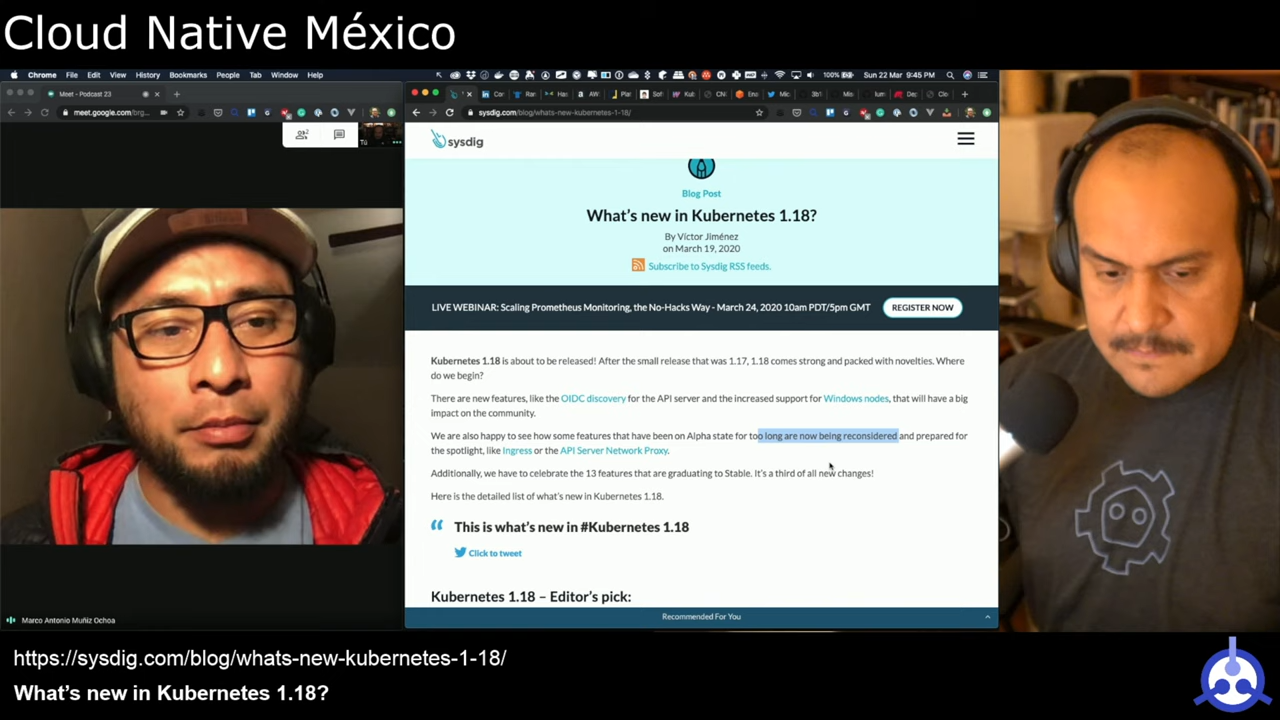 Cloud Native México
Chrome File Edit View History Bookmarks People Tab Window Help
100% Sun 22 Mar 9:45 PM
Meet - Podcast 23
meet.google.com/
sysdig.com/blog/whats-new-kubernetes-1-18/
Tú
sysdig
Blog Post
What's new in Kubernetes 1.18?
By Víctor Jiménez
on March 19, 2020
Subscribe to Sysdig RSS feeds.
LIVE WEBINAR: Scaling Prometheus Monitoring, the No-Hacks Way - March 24, 2020 10am PDT/5pm GMT
REGISTER NOW
Kubernetes 1.18 is about to be released! After the small release that was 1.17, 1.18 comes strong and packed with novelties. Where
do we begin?
There are new features, like the OIDC discovery for the API server and the increased support for Windows nodes, that will have a big
impact on the community.
We are also happy to see how some features that have been on Alpha state for too long are now being reconsidered and prepared for
the spotlight, like Ingress or the API Server Network Proxy.
Additionally, we have to celebrate the 13 features that are graduating to Stable. It's a third of all new changes!
Here is the detailed list of what's new in Kubernetes 1.18.
“ This is what's new in #Kubernetes 1.18
Click to tweet
Kubernetes 1.18 – Editor's pick:
Recommended For You
Marco Antonio Muñiz Ochoa
https://sysdig.com/blog/whats-new-kubernetes-1-18/
What's new in Kubernetes 1.18?